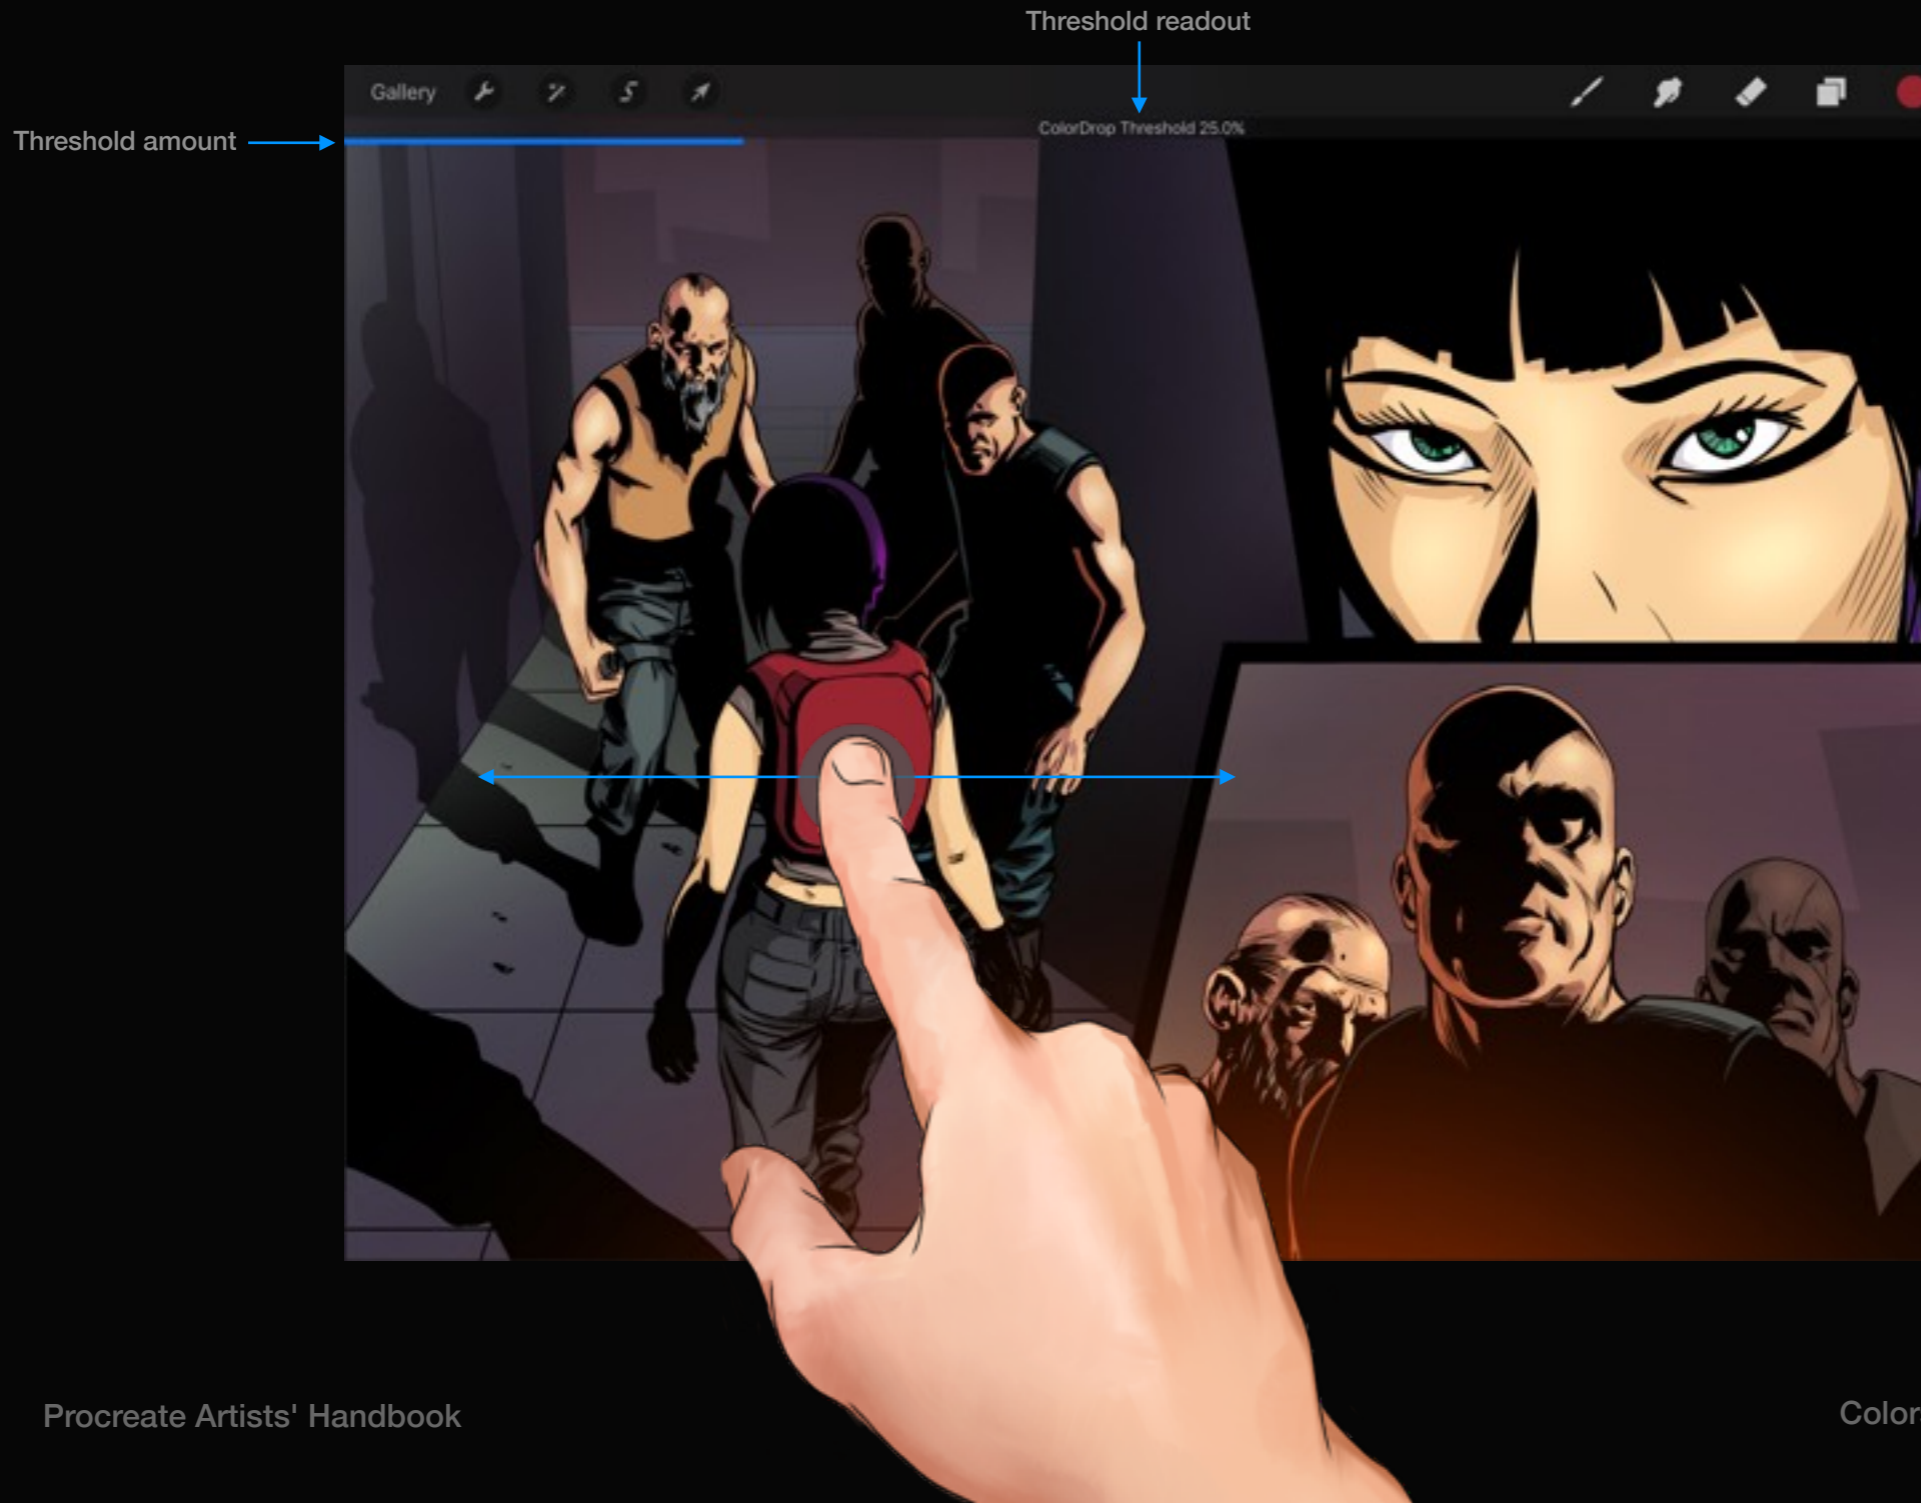 Threshold readout
Gallery
ColorDrop Threshold 25.0%
Threshold amount
Procreate Artists' Handbook
Color